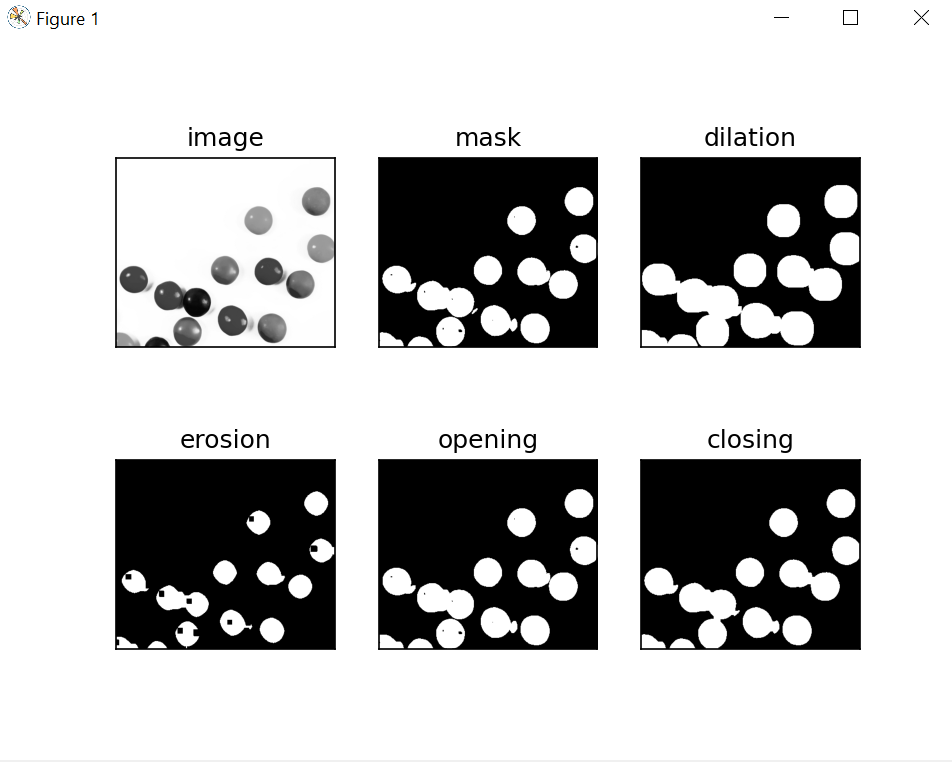 Figure 1
image
mask
dilation
erosion
opening
closing